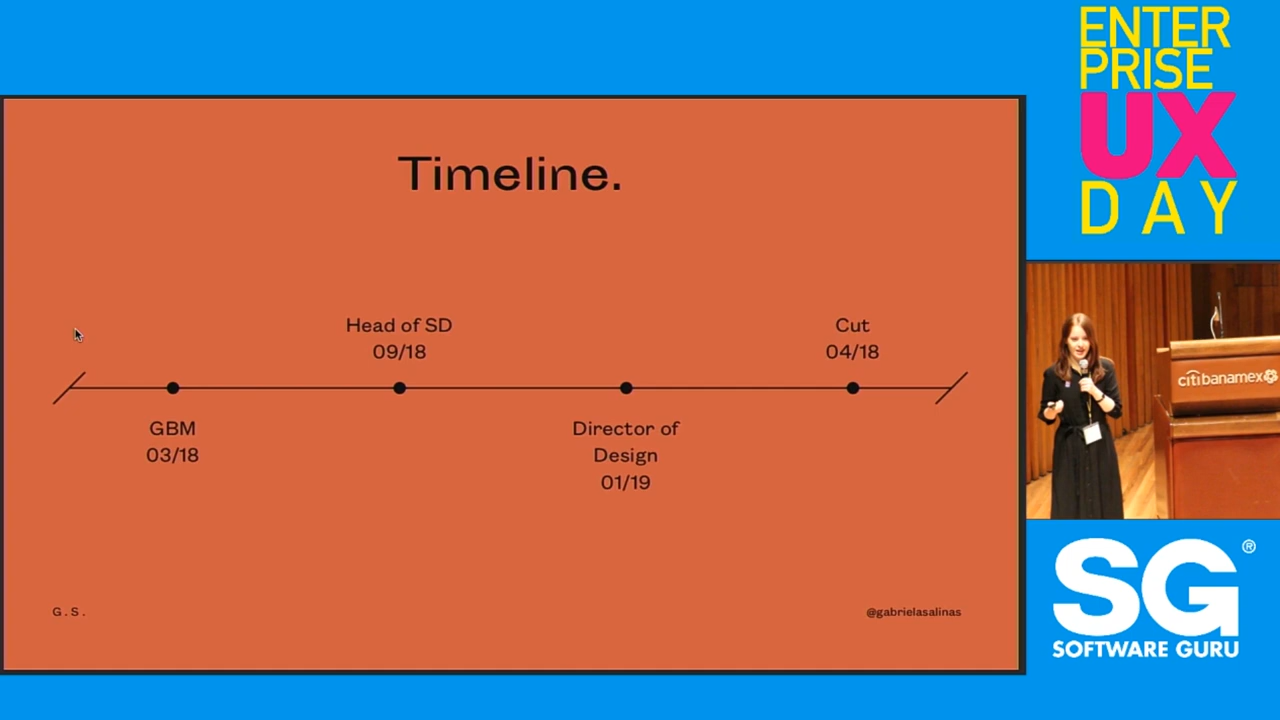 Timeline.
Head of SD
09/18
Cut
04/18
GBM
03/18
Director of
Design
01/19
G.S.
@gabrielasalinas
ENTER
PRISE
UX
DAY
citibanamex
SG®
SOFTWARE GURU